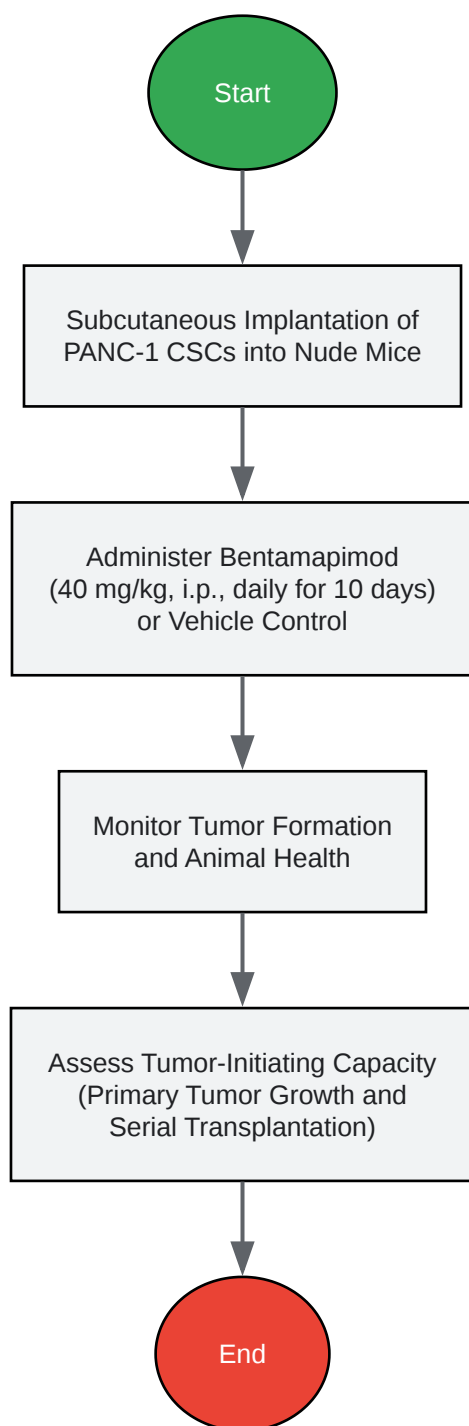 Start
Subcutaneous Implantation of
PANC-1 CSCs into Nude Mice
Administer Bentamapimod
(40 mg/kg, i.p., daily for 10 days)
or Vehicle Control
Monitor Tumor Formation
and Animal Health
Assess Tumor-Initiating Capacity
(Primary Tumor Growth and
Serial Transplantation)
End